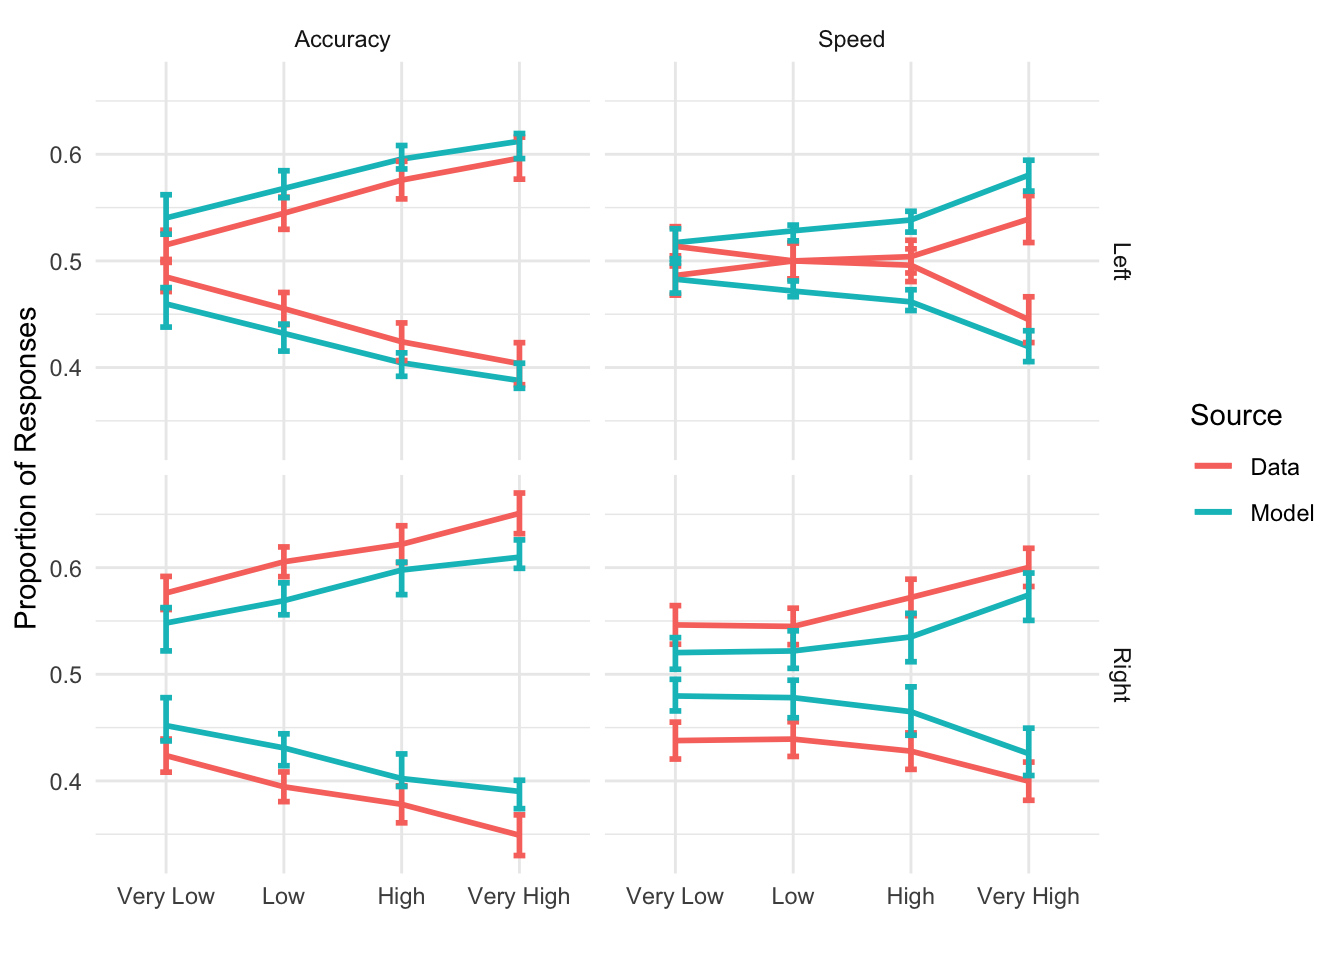 Accuracy
Speed
0.6
0.5
0.4
Left
Proportion of Responses
Source
Data
Model
0.6
0.5
0.4
Right
Very Low Low High Very High
Very Low Low High Very High